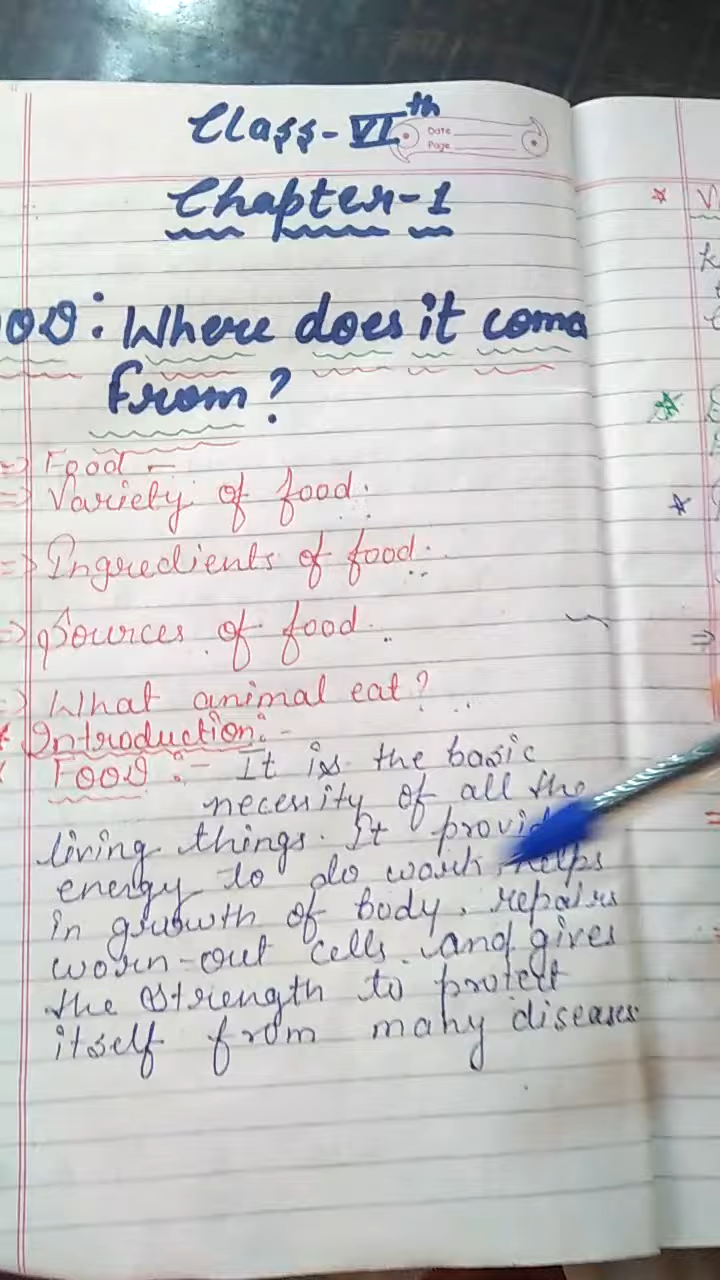 Class-VIth
Date
Page
Chapter-1
OOD: Where does it come
From?
=> Food -
=> Variety of food.
=> Ingredients of food.
=> Sources of food.
=> What animal eat?
* Introduction:-
* FOOD :- It is the basic
necessity of all the
living things. It provid
energy to do work, helps
in growth of body, repairs
worn-out cells and gives
the strength to protect
itself from many diseases